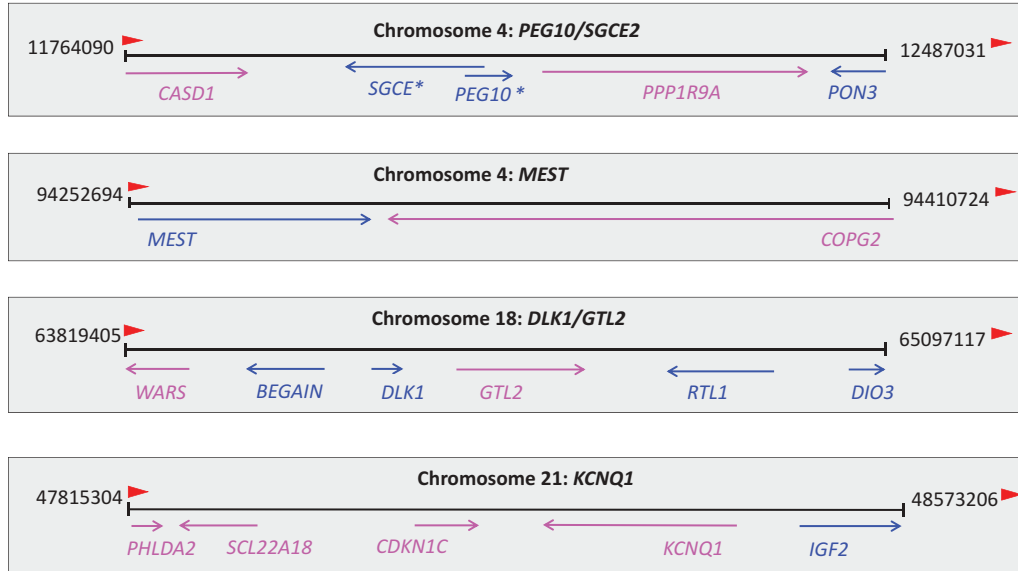 Chromosome 4: PEG10/SGCE2
11764090 12487031
CASD1 SGCE* PEG10 * PPP1R9A PON3
Chromosome 4: MEST
94252694 94410724
MEST COPG2
Chromosome 18: DLK1/GTL2
63819405 65097117
WARS BEGAIN DLK1 GTL2 RTL1 DIO3
Chromosome 21: KCNQ1
47815304 48573206
PHLDA2 SCL22A18 CDKN1C KCNQ1 IGF2